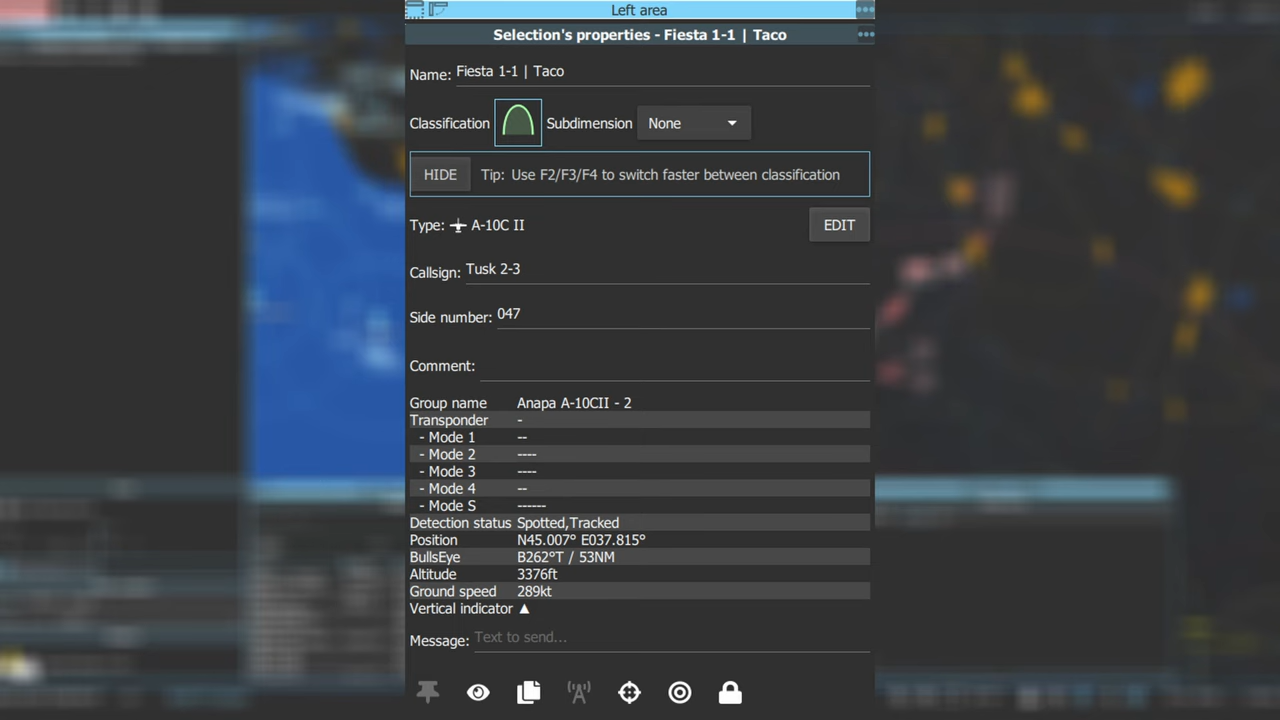 Left area
Selection's properties - Fiesta 1-1 | Taco
Name: Fiesta 1-1 | Taco
Classification Subdimension None
HIDE Tip: Use F2/F3/F4 to switch faster between classification
Type: A-10C II EDIT
Callsign: Tusk 2-3
Side number: 047
Comment:
Group name Anapa A-10CII - 2
Transponder -
- Mode 1 --
- Mode 2 ----
- Mode 3 ----
- Mode 4 --
- Mode S ------
Detection status Spotted,Tracked
Position N45.007° E037.815°
BullsEye B262°T / 53NM
Altitude 3376ft
Ground speed 289kt
Vertical indicator ▲
Message: Text to send...